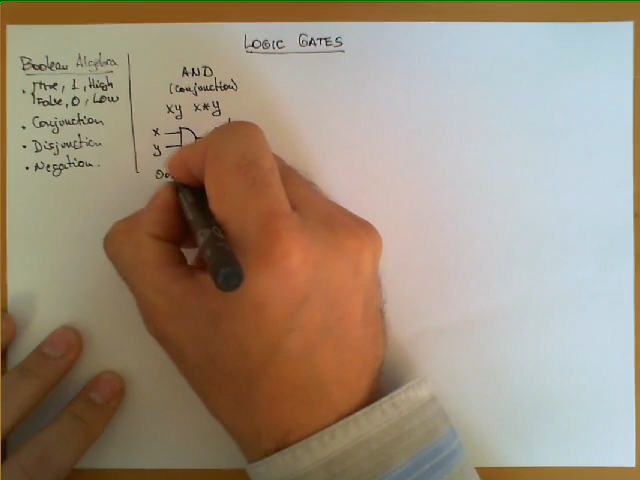 LOGIC GATES
Boolean Algebra
• True, 1, High
False, 0, Low
• Conjunction
• Disjunction
• Negation.
AND
(Conjunction)
xy x*y
x
y